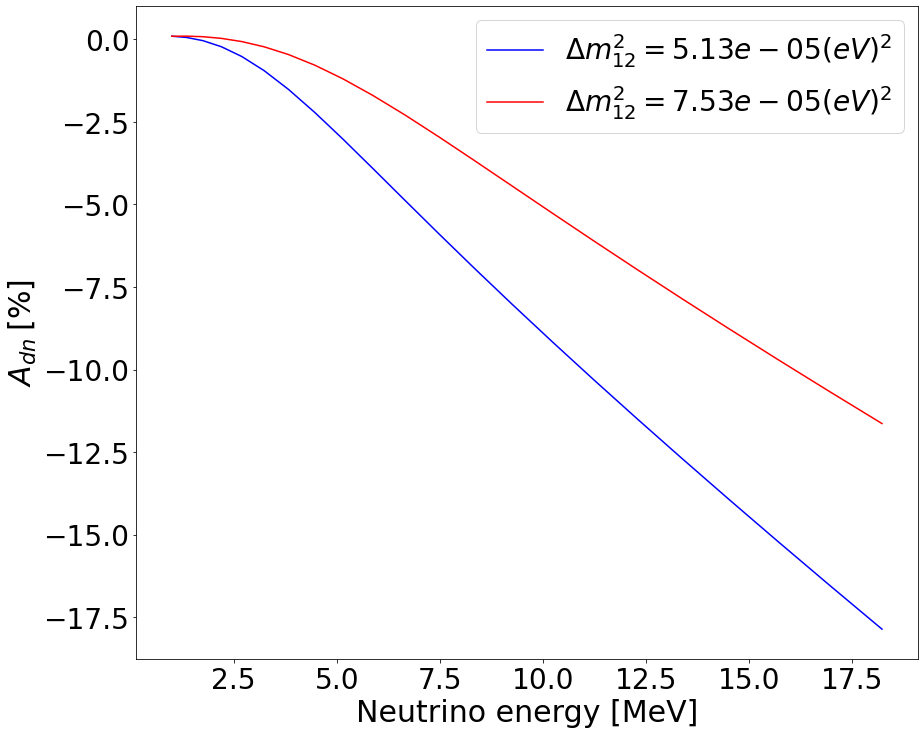 Δm²₁₂ = 5.13e − 05(eV)²
Δm²₁₂ = 7.53e − 05(eV)²
A_dn [%]
0.0
−2.5
−5.0
−7.5
−10.0
−12.5
−15.0
−17.5
2.5 5.0 7.5 10.0 12.5 15.0 17.5
Neutrino energy [MeV]